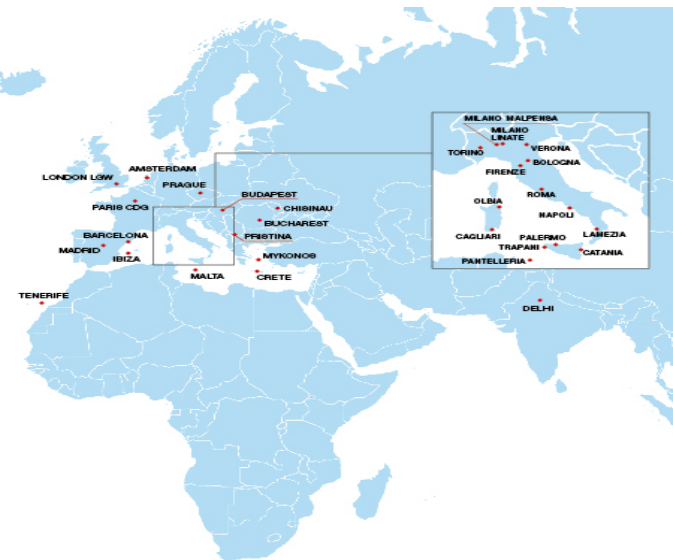 MILANO MALPENSA
MILANO
LINATE
TORINO
VERONA
BOLOGNA
FIRENZE
ROMA
OLBIA
NAPOLI
CAGLIARI
LAMEZIA
PALERMO
TRAPANI
CATANIA
PANTELLERIA
AMSTERDAM
LONDON LGW
PRAGUE
BUDAPEST
PARIS CDG
CHISINAU
BUCHAREST
BARCELONA
PRISTINA
MADRID
IBIZA
MYKONOS
MALTA
CRETE
TENERIFE
DELHI